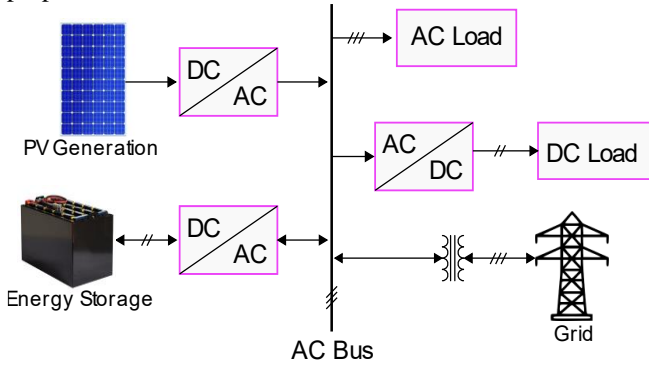 DC
AC
PV Generation
AC Load
AC
DC
DC Load
DC
AC
Energy Storage
Grid
AC Bus